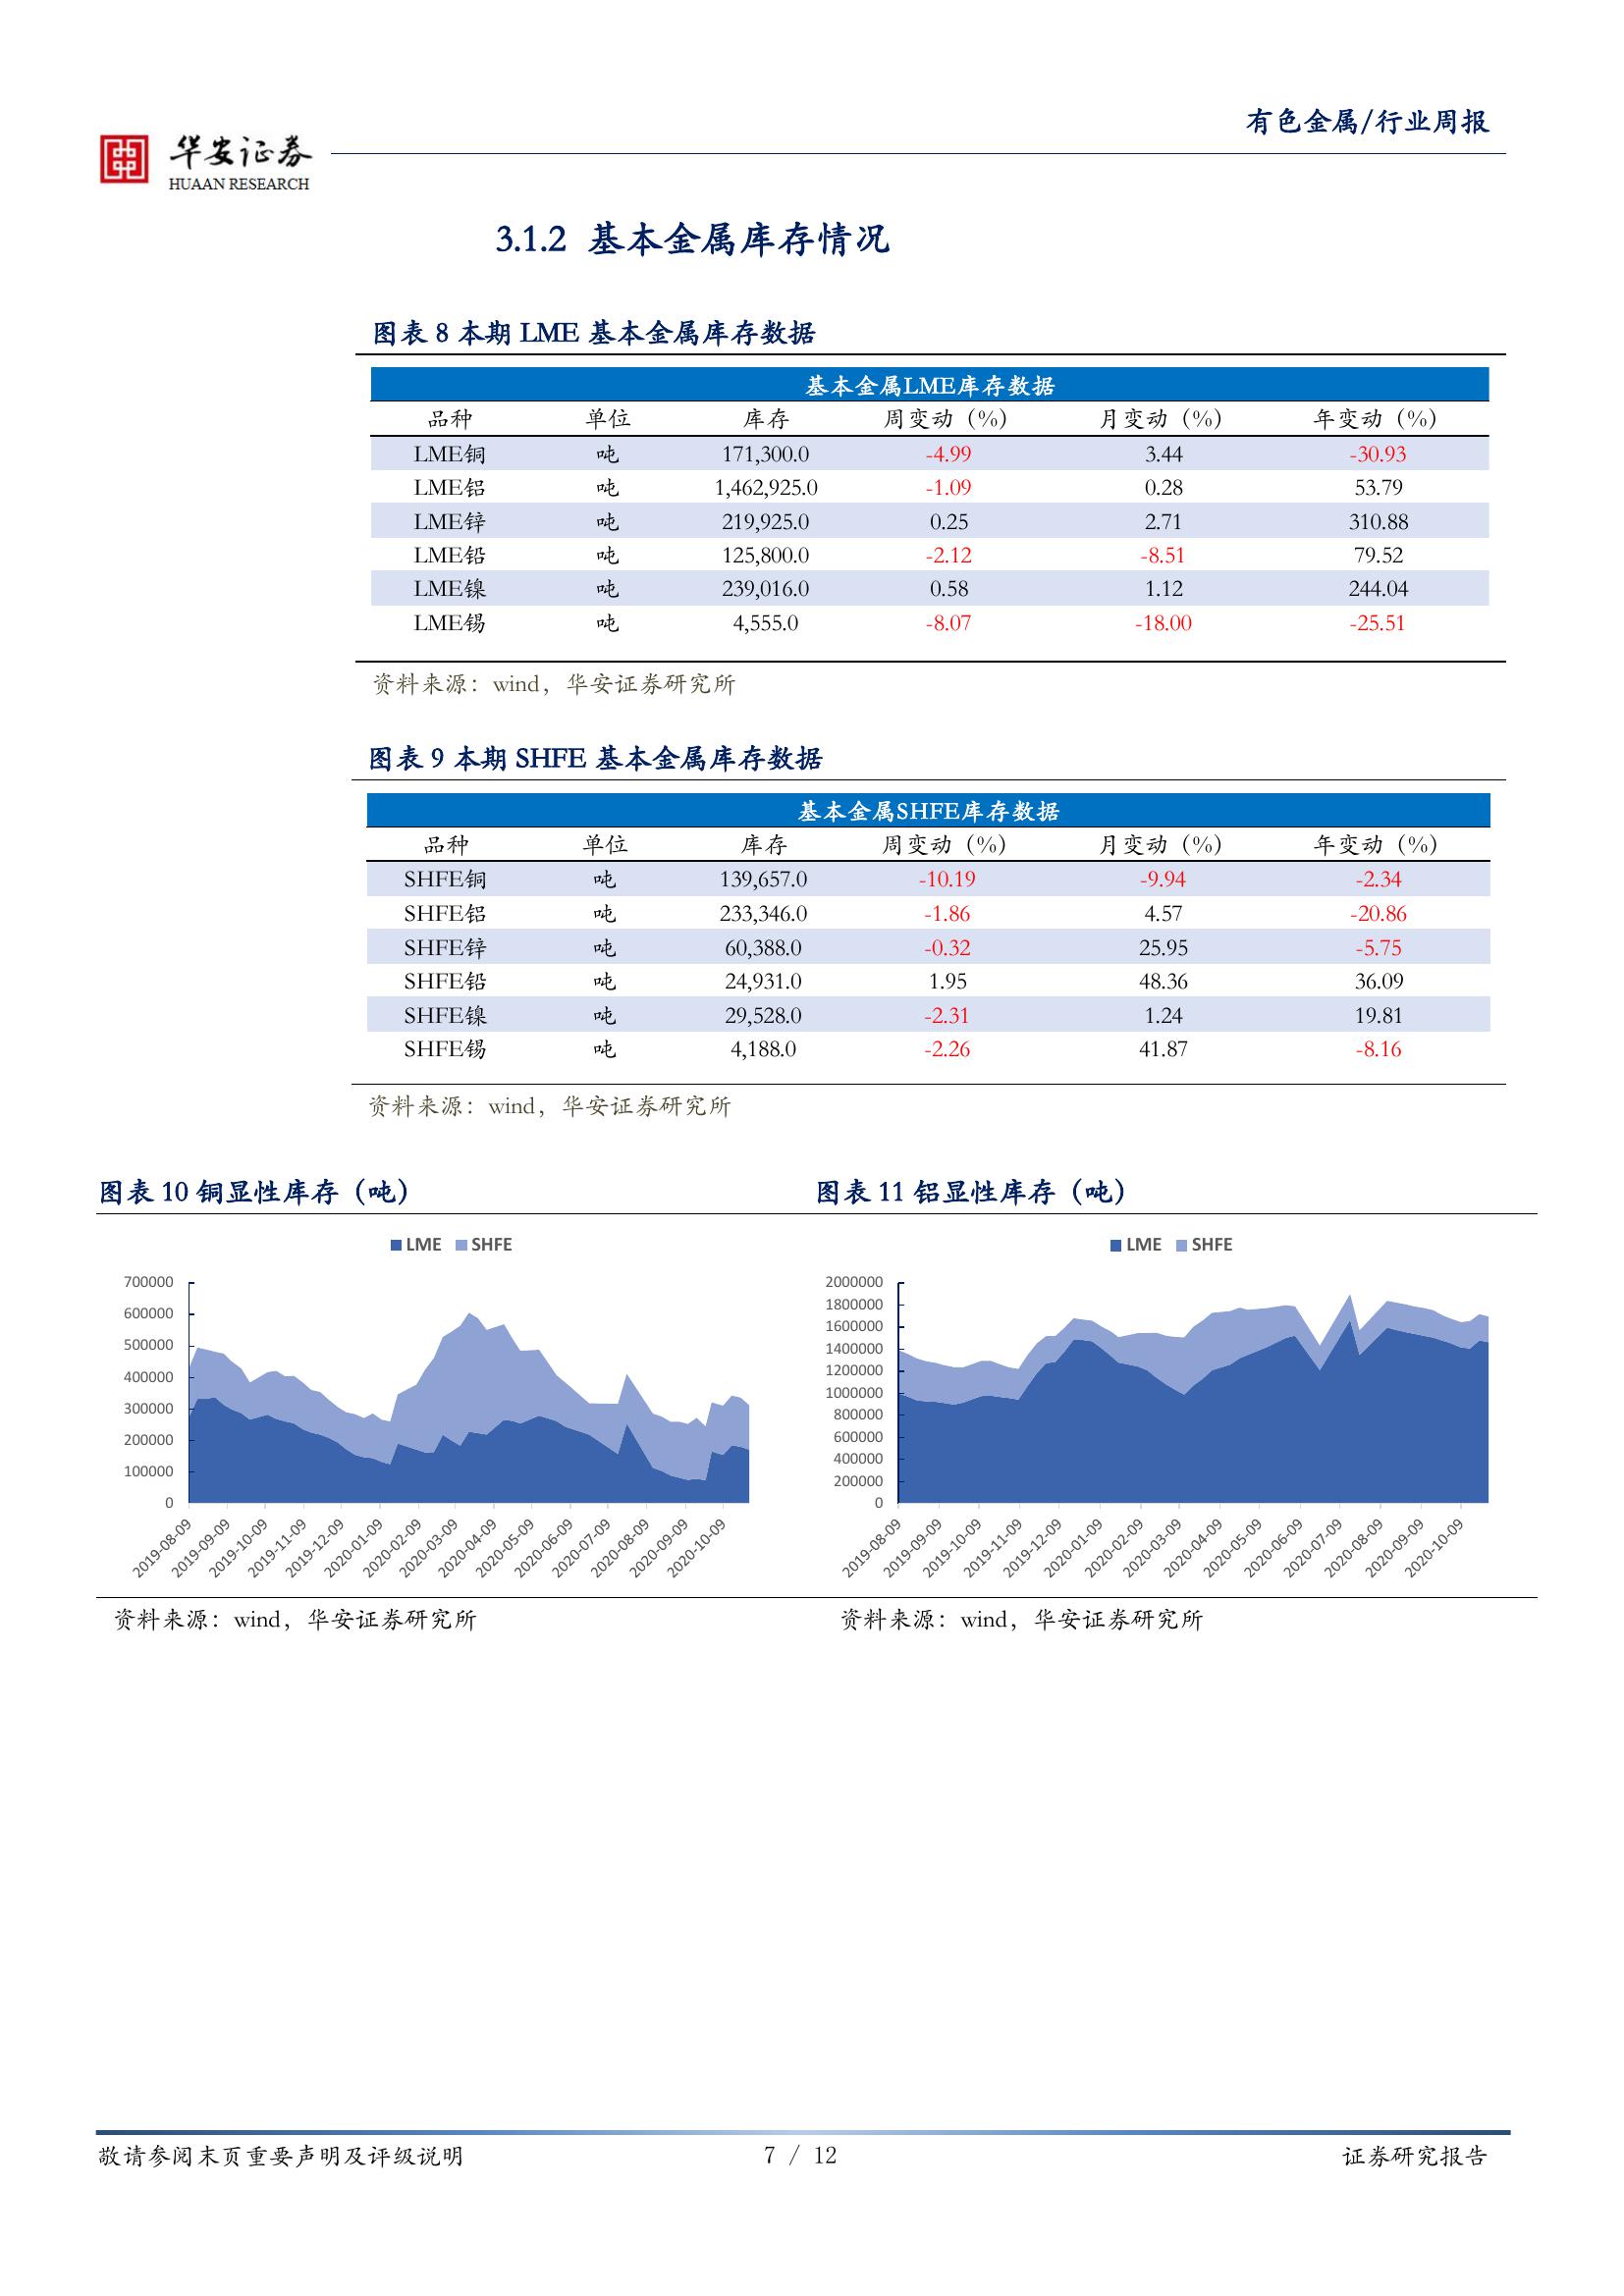 有色金属/行业周报
华安证券
HUAAN RESEARCH
3.1.2 基本金属库存情况
图表 8 本期 LME 基本金属库存数据
基本金属LME库存数据
品种 单位 库存 周变动（%） 月变动（%） 年变动（%）
LME铜 吨 171,300.0 -4.99 3.44 -30.93
LME铝 吨 1,462,925.0 -1.09 0.28 53.79
LME锌 吨 219,925.0 0.25 2.71 310.88
LME铅 吨 125,800.0 -2.12 -8.51 79.52
LME镍 吨 239,016.0 0.58 1.12 244.04
LME锡 吨 4,555.0 -8.07 -18.00 -25.51
资料来源：wind，华安证券研究所
图表 9 本期 SHFE 基本金属库存数据
基本金属SHFE库存数据
品种 单位 库存 周变动（%） 月变动（%） 年变动（%）
SHFE铜 吨 139,657.0 -10.19 -9.94 -2.34
SHFE铝 吨 233,346.0 -1.86 4.57 -20.86
SHFE锌 吨 60,388.0 -0.32 25.95 -5.75
SHFE铅 吨 24,931.0 1.95 48.36 36.09
SHFE镍 吨 29,528.0 -2.31 1.24 19.81
SHFE锡 吨 4,188.0 -2.26 41.87 -8.16
资料来源：wind，华安证券研究所
图表 10 铜显性库存（吨）
LME SHFE
700000
600000
500000
400000
300000
200000
100000
0
2019-08-09
2019-09-09
2019-10-09
2019-11-09
2019-12-09
2020-01-09
2020-02-09
2020-03-09
2020-04-09
2020-05-09
2020-06-09
2020-07-09
2020-08-09
2020-09-09
2020-10-09
资料来源：wind，华安证券研究所
图表 11 铝显性库存（吨）
LME SHFE
2000000
1800000
1600000
1400000
1200000
1000000
800000
600000
400000
200000
0
2019-08-09
2019-09-09
2019-10-09
2019-11-09
2019-12-09
2020-01-09
2020-02-09
2020-03-09
2020-04-09
2020-05-09
2020-06-09
2020-07-09
2020-08-09
2020-09-09
2020-10-09
资料来源：wind，华安证券研究所
敬请参阅末页重要声明及评级说明
7 / 12
证券研究报告